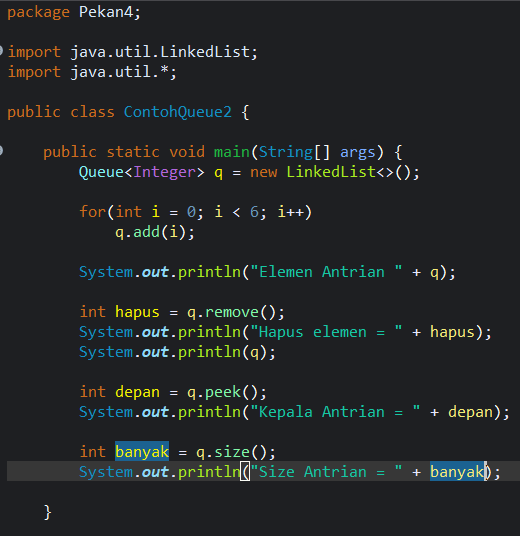 package Pekan4;
import java.util.LinkedList;
import java.util.*;
public class ContohQueue2 {
public static void main(String[] args) {
Queue<Integer> q = new LinkedList<>();
for(int i = 0; i < 6; i++)
q.add(i);
System.out.println("Elemen Antrian " + q);
int hapus = q.remove();
System.out.println("Hapus elemen = " + hapus);
System.out.println(q);
int depan = q.peek();
System.out.println("Kepala Antrian = " + depan);
int banyak = q.size();
System.out.println("Size Antrian = " + banyak);
}